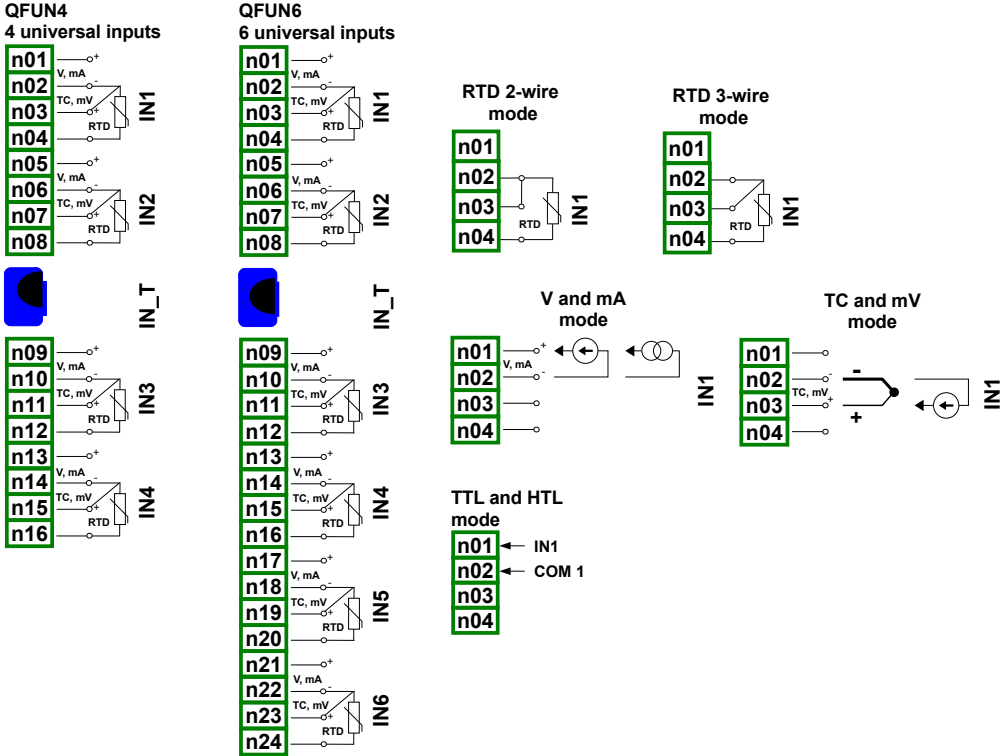 QFUN4
4 universal inputs
n01
+
V, mA
n02
-
TC, mV
n03
+
RTD
n04
IN1
n05
+
V, mA
n06
-
TC, mV
n07
+
RTD
n08
IN2
IN_T
n09
+
V, mA
n10
-
TC, mV
n11
+
RTD
n12
IN3
n13
+
V, mA
n14
-
TC, mV
n15
+
RTD
n16
IN4
QFUN6
6 universal inputs
n01
+
V, mA
n02
-
TC, mV
n03
+
RTD
n04
IN1
n05
+
V, mA
n06
-
TC, mV
n07
+
RTD
n08
IN2
IN_T
n09
+
V, mA
n10
-
TC, mV
n11
+
RTD
n12
IN3
n13
+
V, mA
n14
-
TC, mV
n15
+
RTD
n16
IN4
n17
+
V, mA
n18
-
TC, mV
n19
+
RTD
n20
IN5
n21
+
V, mA
n22
-
TC, mV
n23
+
RTD
n24
IN6
RTD 2-wire
mode
n01
n02
n03
RTD
n04
IN1
RTD 3-wire
mode
n01
n02
n03
RTD
n04
IN1
V and mA
mode
n01
+
V, mA
n02
-
n03
n04
IN1
TC and mV
mode
n01
n02
-
-
TC, mV
n03
+
+
n04
IN1
TTL and HTL
mode
n01 IN1
n02 COM 1
n03
n04